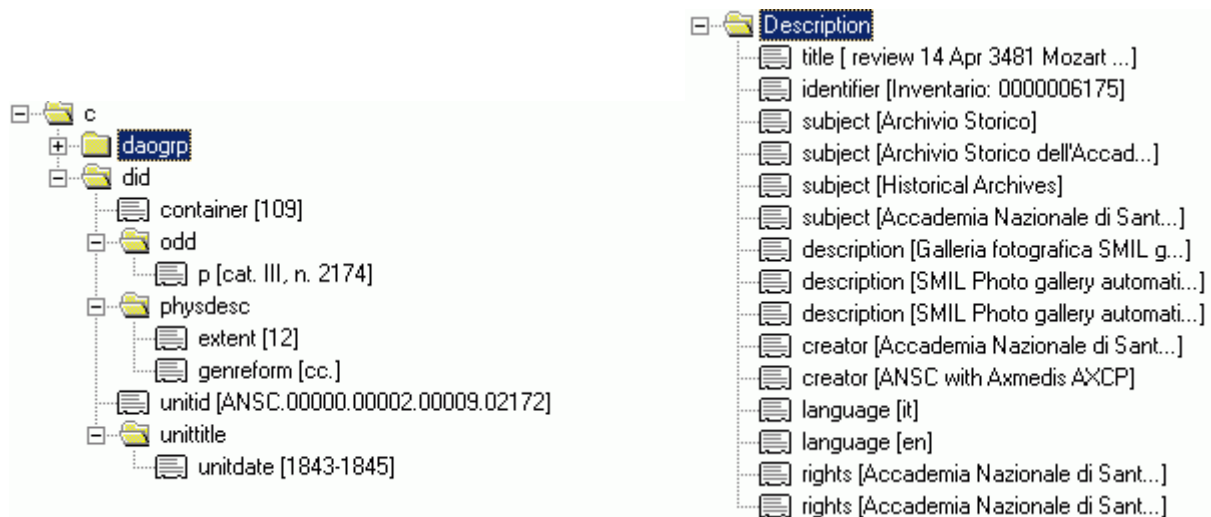 c
daogrp
did
container [109]
odd
p [cat. III, n. 2174]
physdesc
extent [12]
genreform [cc.]
unitid [ANSC.00000.00002.00009.02172]
unittitle
unitdate [1843-1845]
Description
title [ review 14 Apr 3481 Mozart ...]
identifier [Inventario: 0000006175]
subject [Archivio Storico]
subject [Archivio Storico dell'Accad...]
subject [Historical Archives]
subject [Accademia Nazionale di Sant...]
description [Galleria fotografica SMIL g...]
description [SMIL Photo gallery automati...]
description [SMIL Photo gallery automati...]
creator [Accademia Nazionale di Sant...]
creator [ANSC with Axmedis AXCP]
language [it]
language [en]
rights [Accademia Nazionale di Sant...]
rights [Accademia Nazionale di Sant...]